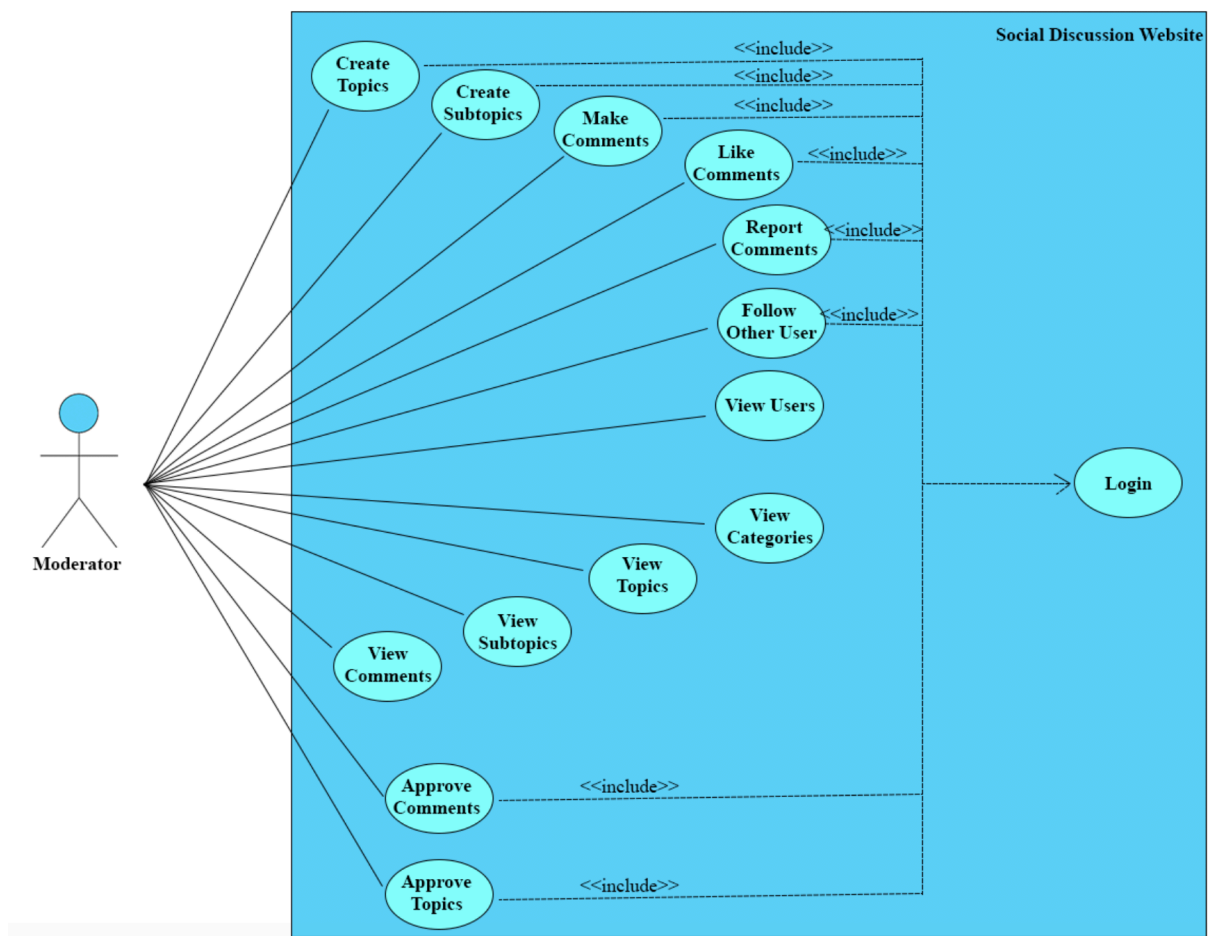 Social Discussion Website
<<include>>
Create
Topics
<<include>>
Create
Subtopics
<<include>>
Make
Comments
<<include>>
Like
Comments
<<include>>
Report
Comments
<<include>>
Follow
Other User
View Users
Login
View
Categories
Moderator
View
Topics
View
Subtopics
View
Comments
Approve
Comments
<<include>>
Approve
Topics
<<include>>